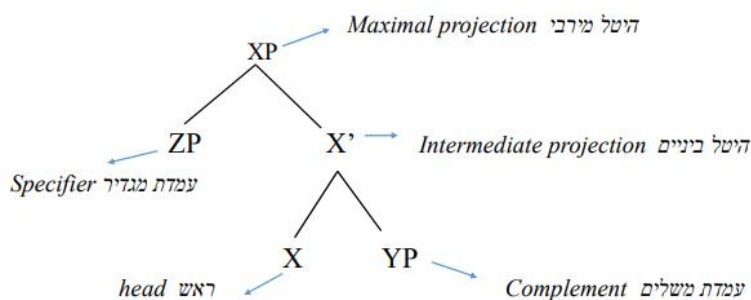 Maximal projection היטל מירבי
XP
ZP
X’
Intermediate projection היטל ביניים
Specifier עמדת מגדיר
X
YP
head ראש
Complement עמדת משלים